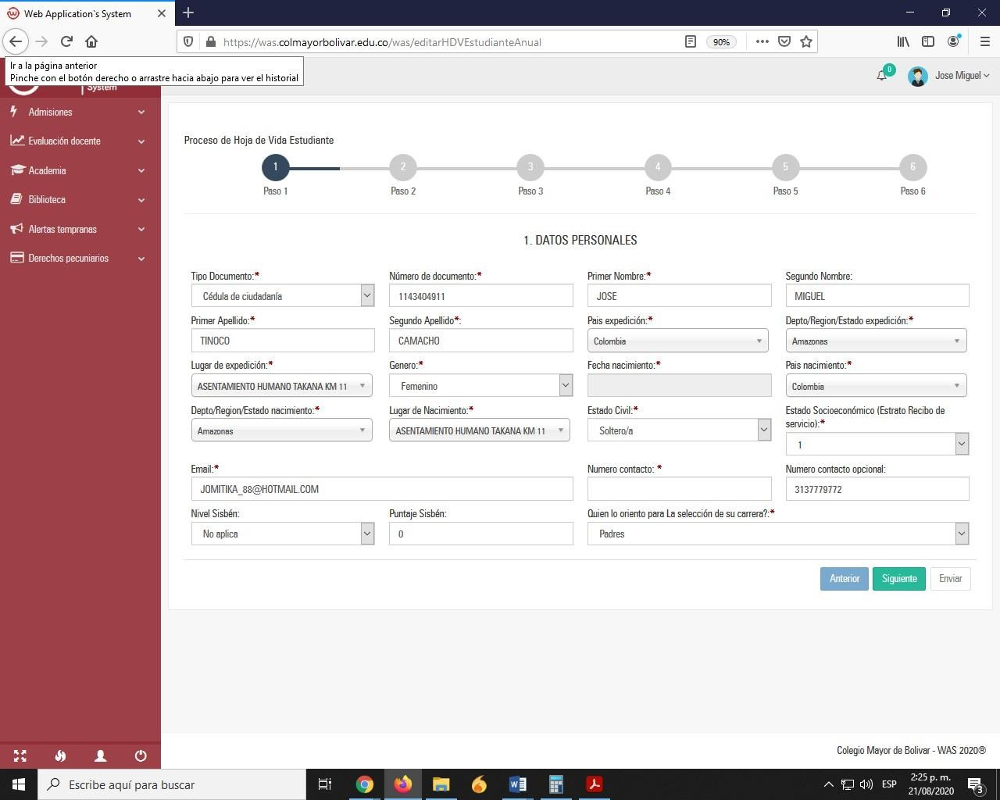 Web Application`s System
https://was.colmayorbolivar.edu.co/was/editarHDVEstudianteAnual
90%
Ir a la página anterior
Pinche con el botón derecho o arrastre hacia abajo para ver el historial
System
0
Jose Miguel
Admisiones
Evaluación docente
Academia
Biblioteca
Alertas tempranas
Derechos pecuniarios
Proceso de Hoja de Vida Estudiante
1 2 3 4 5 6
Paso 1 Paso 2 Paso 3 Paso 4 Paso 5 Paso 6
1. DATOS PERSONALES
Tipo Documento:* Número de documento:* Primer Nombre:* Segundo Nombre:
Cédula de ciudadanía 1143404911 JOSE MIGUEL
Primer Apellido:* Segundo Apellido*: Pais expedición:* Depto/Region/Estado expedición:*
TINOCO CAMACHO Colombia Amazonas
Lugar de expedición:* Genero:* Fecha nacimiento:* Pais nacimiento:*
ASENTAMIENTO HUMANO TAKANA KM 11 Femenino Colombia
Depto/Region/Estado nacimiento:* Lugar de Nacimiento:* Estado Civil:* Estado Socioeconómico (Estrato Recibo de
servicio):*
Amazonas ASENTAMIENTO HUMANO TAKANA KM 11 Soltero/a 1
Email:* Numero contacto: * Numero contacto opcional:
JOMITIKA_88@HOTMAIL.COM 3137779772
Nivel Sisbén: Puntaje Sisbén: Quien lo oriento para La selección de su carrera?:*
No aplica 0 Padres
Anterior Siguiente Enviar
Colegio Mayor de Bolivar - WAS 2020®
Escribe aquí para buscar
ESP
2:25 p. m.
21/08/2020
3